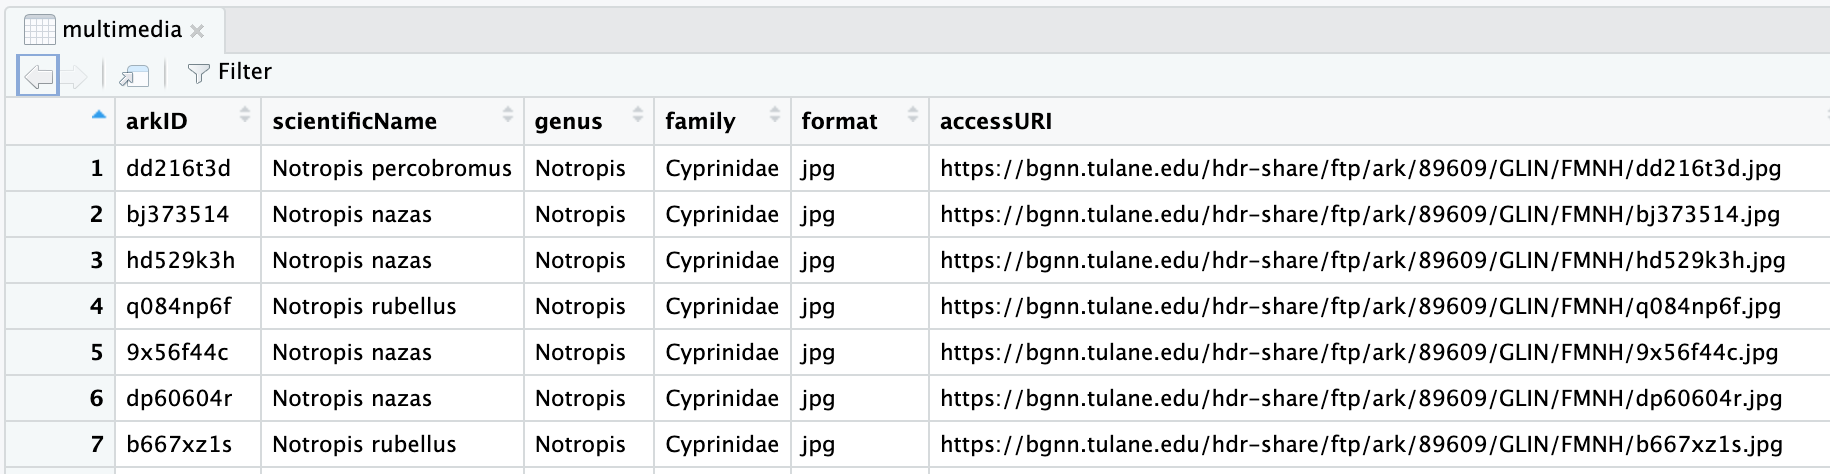 multimedia
Filter
arkID scientificName genus family format accessURI
1 dd216t3d Notropis percobromus Notropis Cyprinidae jpg https://bgnn.tulane.edu/hdr-share/ftp/ark/89609/GLIN/FMNH/dd216t3d.jpg
2 bj373514 Notropis nazas Notropis Cyprinidae jpg https://bgnn.tulane.edu/hdr-share/ftp/ark/89609/GLIN/FMNH/bj373514.jpg
3 hd529k3h Notropis nazas Notropis Cyprinidae jpg https://bgnn.tulane.edu/hdr-share/ftp/ark/89609/GLIN/FMNH/hd529k3h.jpg
4 q084np6f Notropis rubellus Notropis Cyprinidae jpg https://bgnn.tulane.edu/hdr-share/ftp/ark/89609/GLIN/FMNH/q084np6f.jpg
5 9x56f44c Notropis nazas Notropis Cyprinidae jpg https://bgnn.tulane.edu/hdr-share/ftp/ark/89609/GLIN/FMNH/9x56f44c.jpg
6 dp60604r Notropis nazas Notropis Cyprinidae jpg https://bgnn.tulane.edu/hdr-share/ftp/ark/89609/GLIN/FMNH/dp60604r.jpg
7 b667xz1s Notropis rubellus Notropis Cyprinidae jpg https://bgnn.tulane.edu/hdr-share/ftp/ark/89609/GLIN/FMNH/b667xz1s.jpg